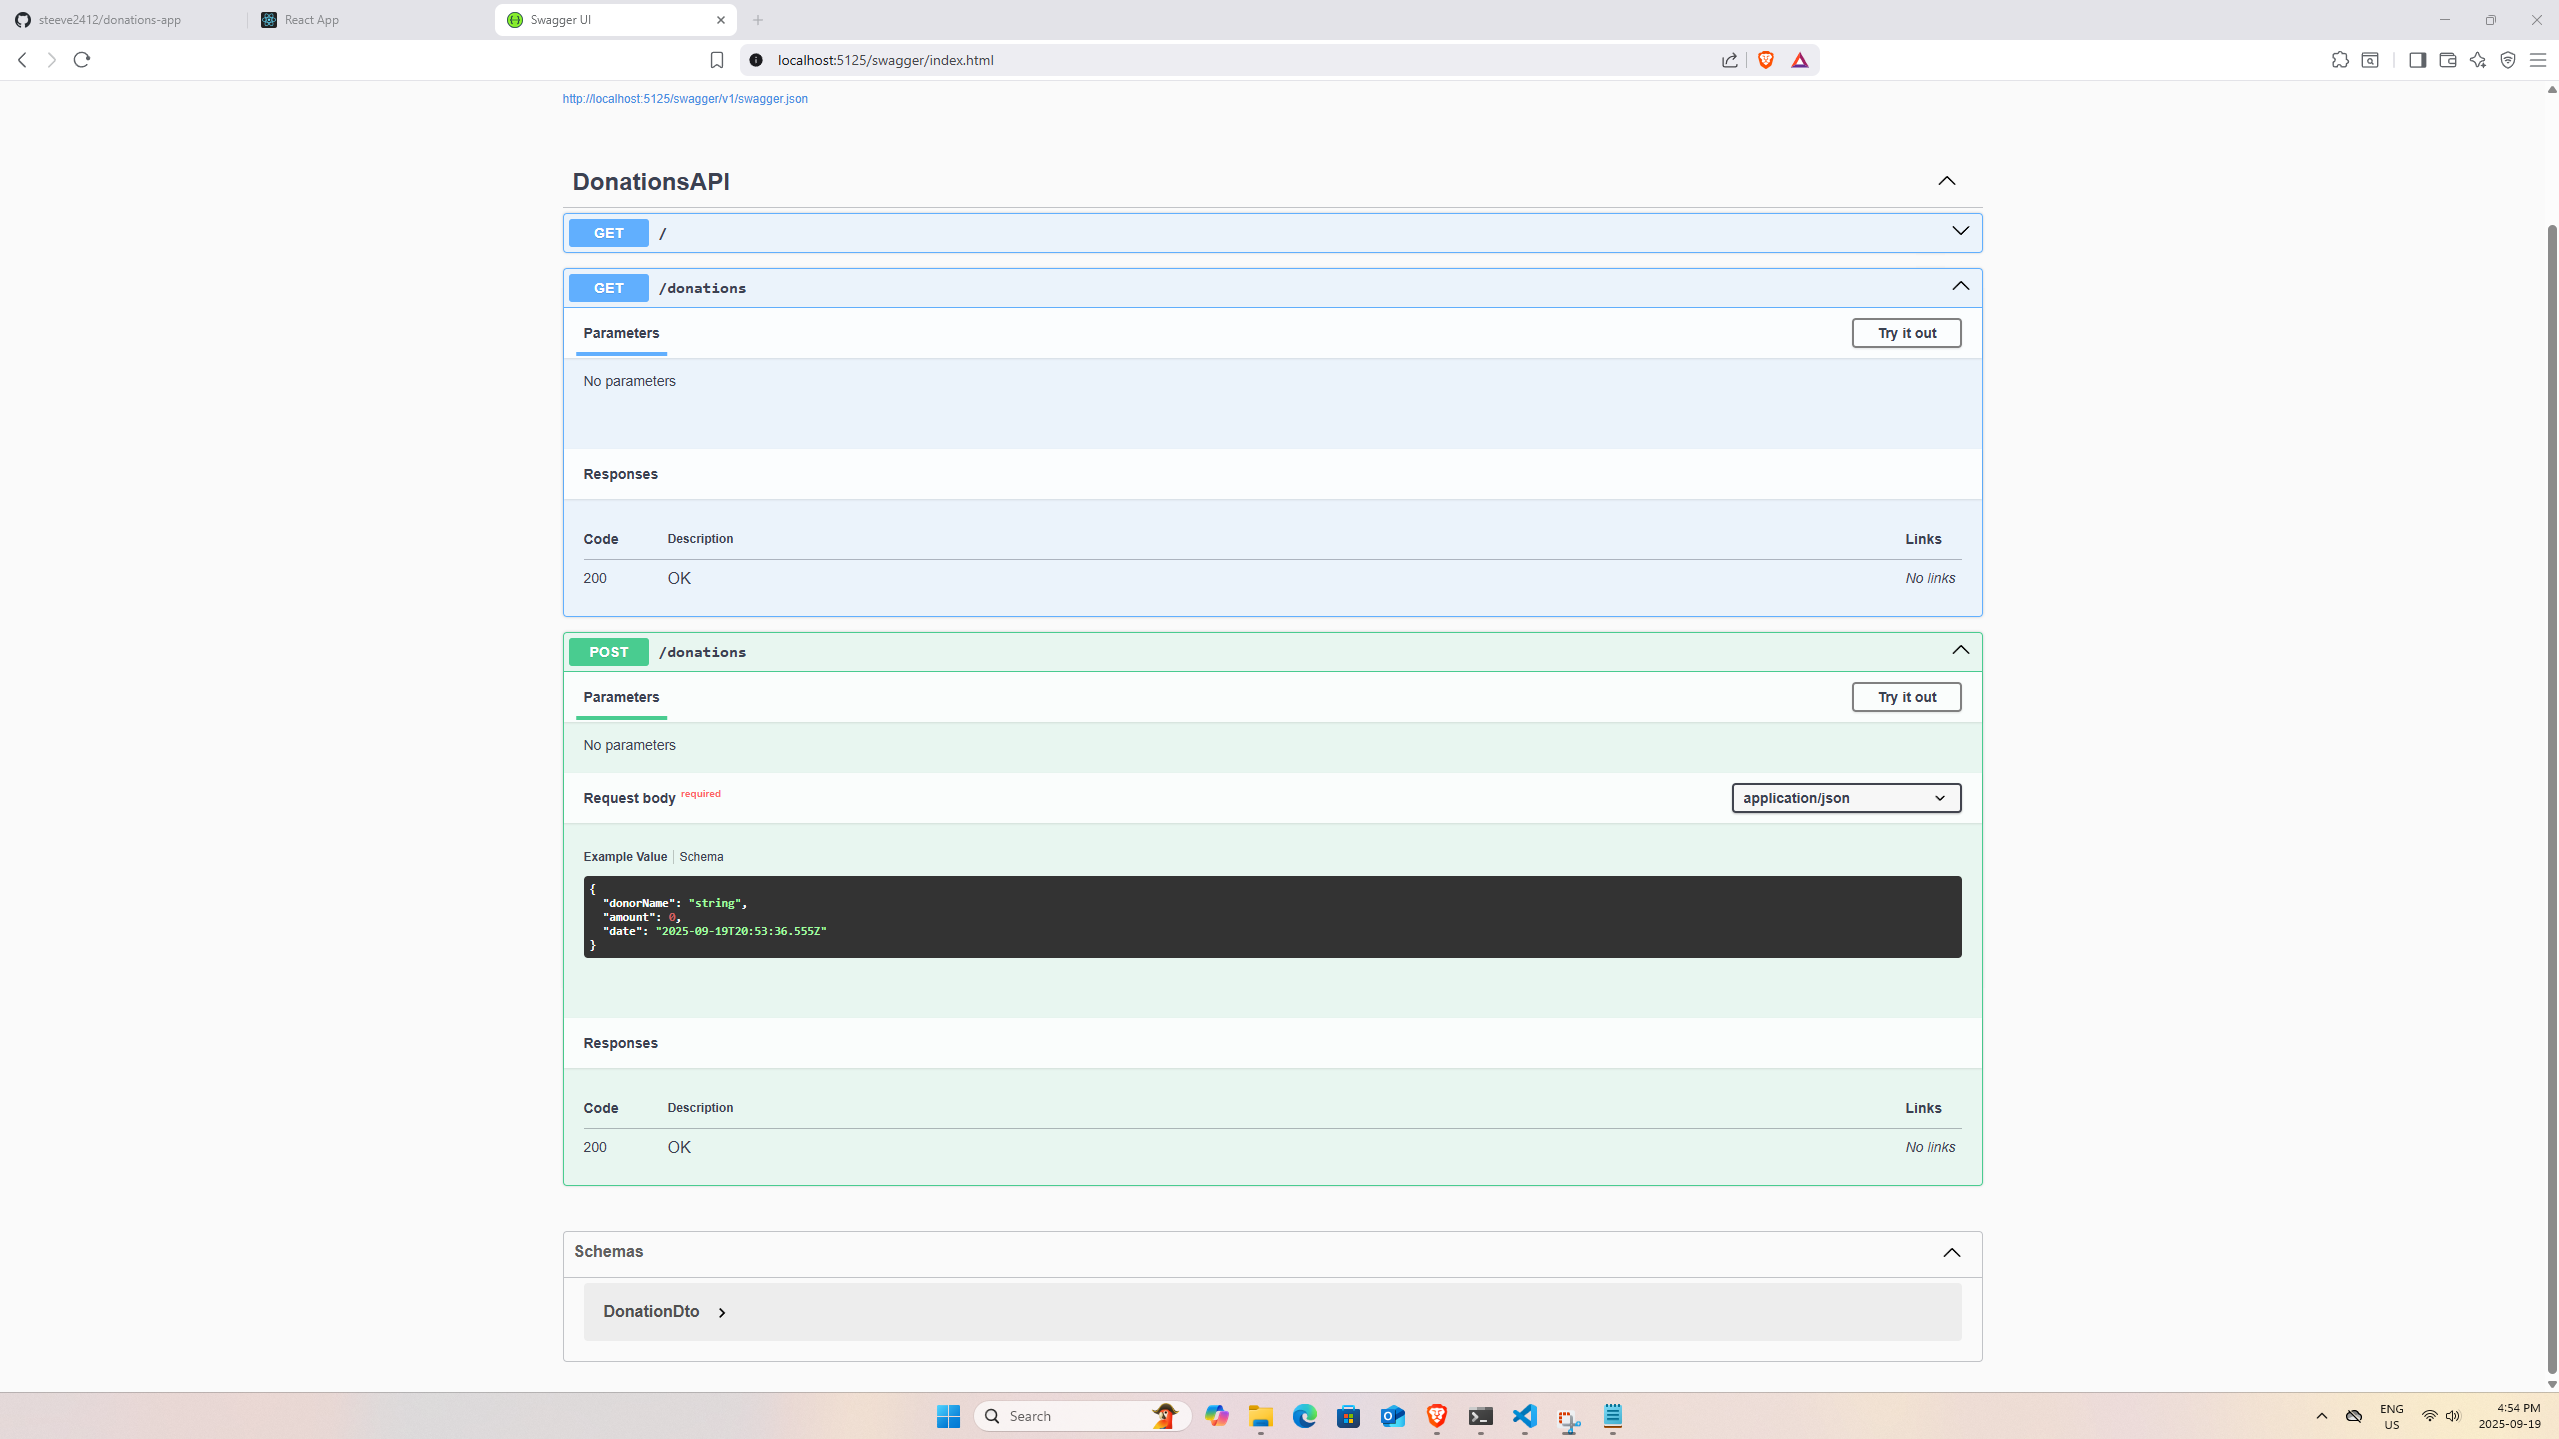 steeve2412/donations-app
React App
Swagger UI
localhost:5125/swagger/index.html
http://localhost:5125/swagger/v1/swagger.json
DonationsAPI
GET /
GET /donations
Parameters
Try it out
No parameters
Responses
Code Description Links
200 OK No links
POST /donations
Parameters
Try it out
No parameters
Request body required
application/json
Example Value Schema
{
"donorName": "string",
"amount": 0,
"date": "2025-09-19T20:53:36.555Z"
}
Responses
Code Description Links
200 OK No links
Schemas
DonationDto
Search
ENG
US
4:54 PM
2025-09-19